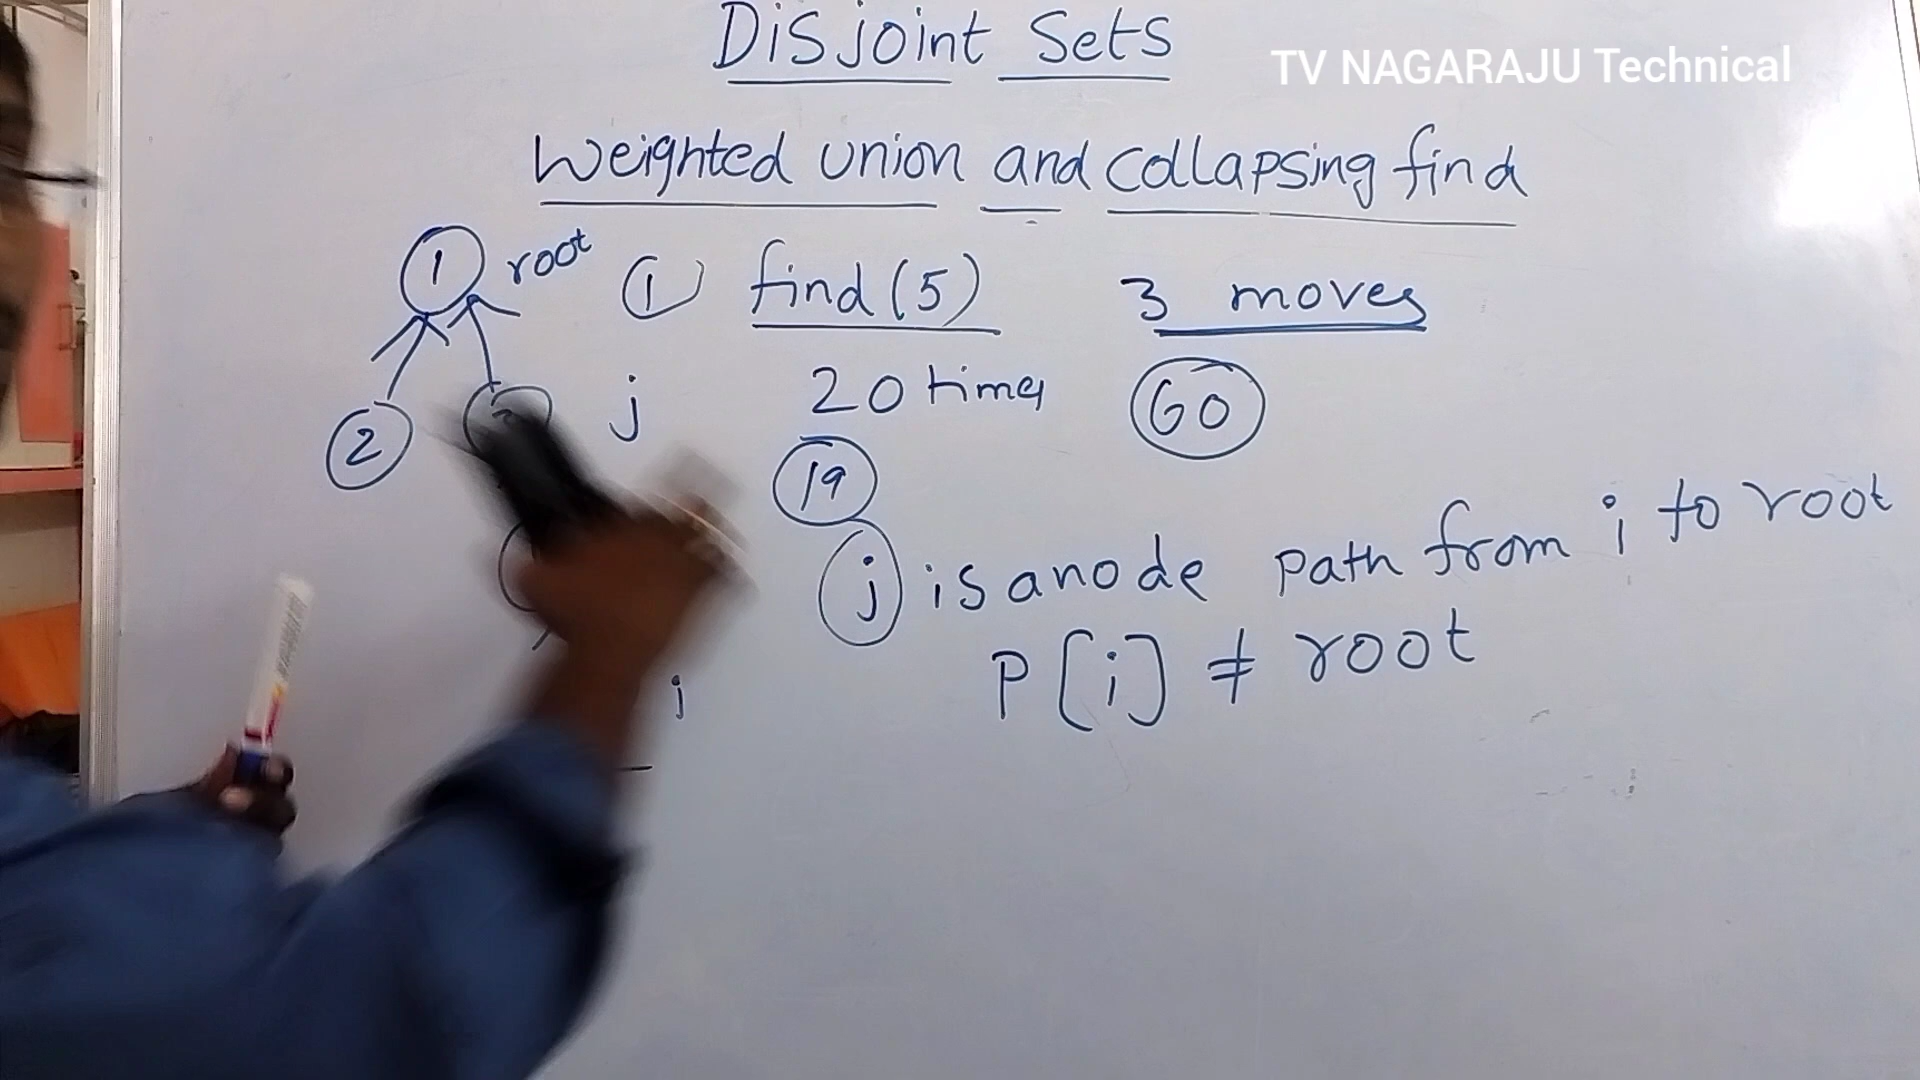 Disjoint Sets
TV NAGARAJU Technical
Weighted union and collapsing find
1 root
1 find(5) 3 moves
2 j 20 times 60
19
j is a node path from i to root
P[i] ≠ root
i